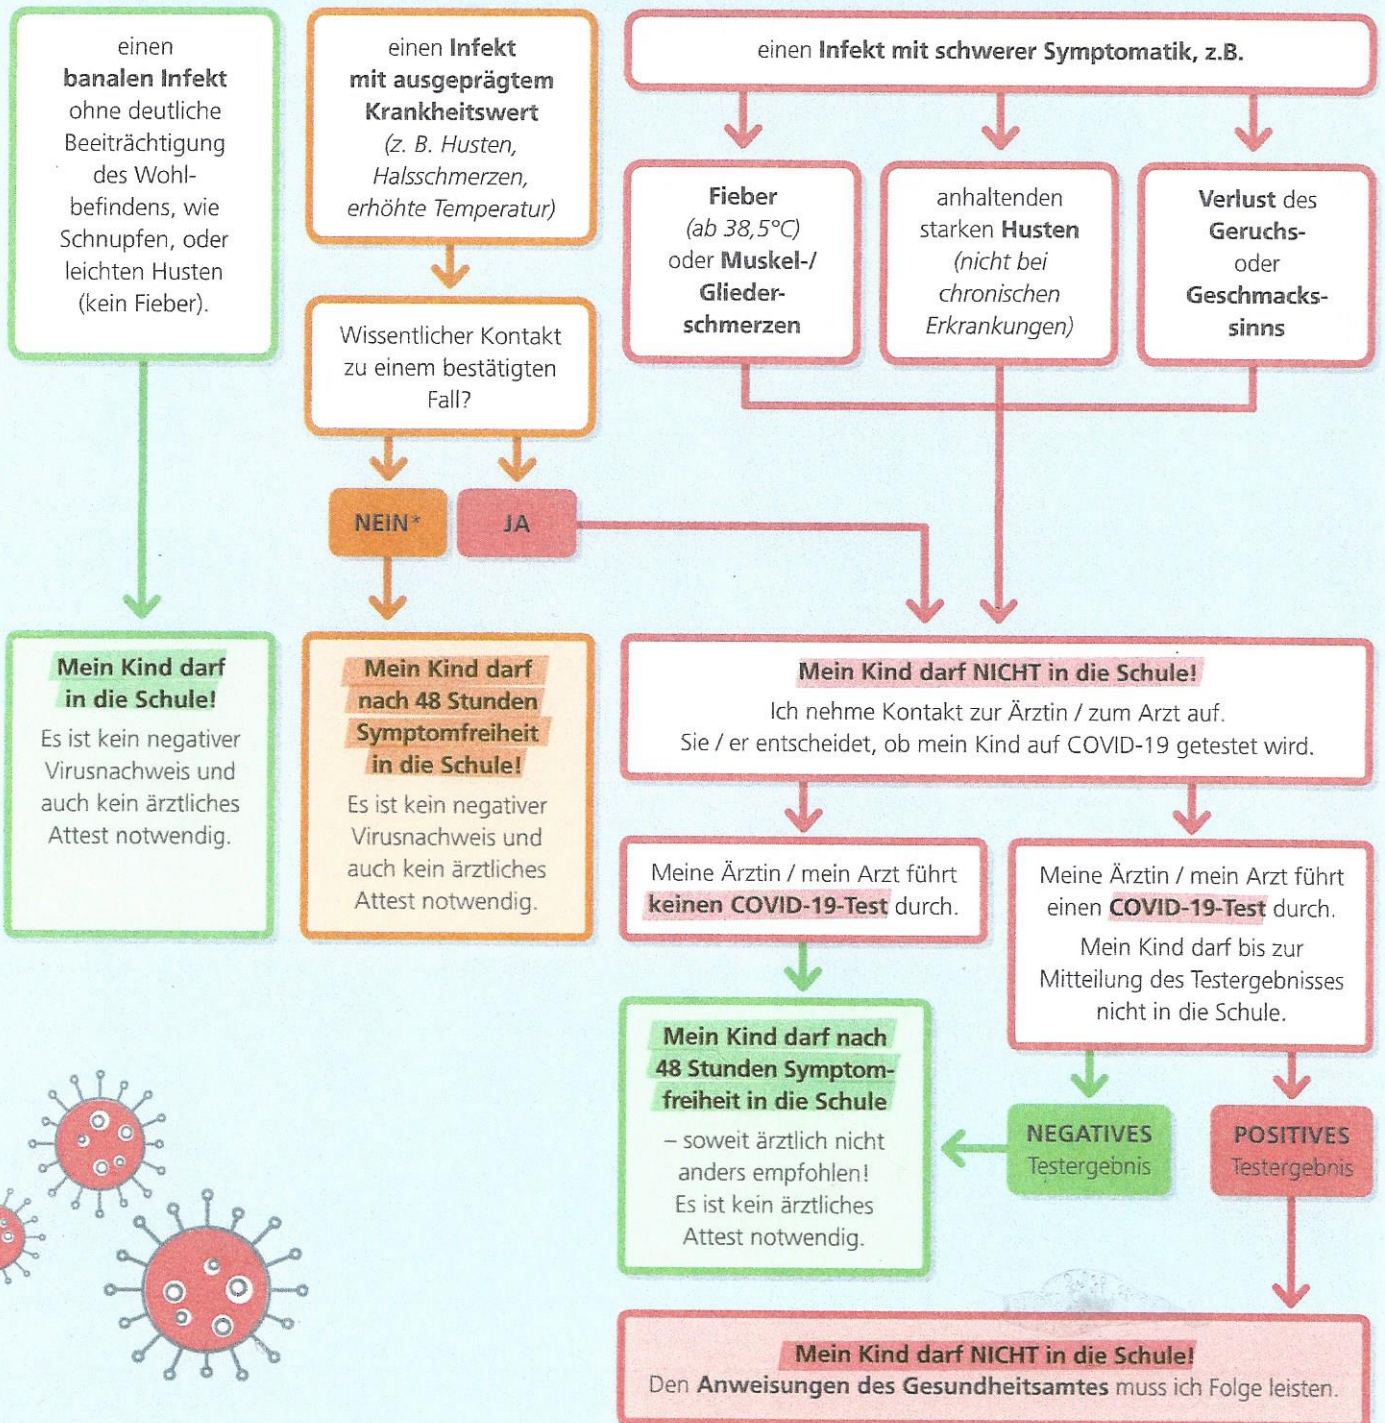 einen
banalen Infekt
ohne deutliche
Beeiträchtigung
des Wohl-
befindens, wie
Schnupfen, oder
leichten Husten
(kein Fieber).
einen Infekt
mit ausgeprägtem
Krankheitswert
(z. B. Husten,
Halsschmerzen,
erhöhte Temperatur)
einen Infekt mit schwerer Symptomatik, z.B.
Fieber
(ab 38,5°C)
oder Muskel-/
Glieder-
schmerzen
anhaltenden
starken Husten
(nicht bei
chronischen
Erkrankungen)
Verlust des
Geruchs-
oder
Geschmacks-
sinns
Wissentlicher Kontakt
zu einem bestätigten
Fall?
NEIN*
JA
Mein Kind darf
in die Schule!
Es ist kein negativer
Virusnachweis und
auch kein ärztliches
Attest notwendig.
Mein Kind darf
nach 48 Stunden
Symptomfreiheit
in die Schule!
Es ist kein negativer
Virusnachweis und
auch kein ärztliches
Attest notwendig.
Mein Kind darf NICHT in die Schule!
Ich nehme Kontakt zur Ärztin / zum Arzt auf.
Sie / er entscheidet, ob mein Kind auf COVID-19 getestet wird.
Meine Ärztin / mein Arzt führt
keinen COVID-19-Test durch.
Meine Ärztin / mein Arzt führt
einen COVID-19-Test durch.
Mein Kind darf bis zur
Mitteilung des Testergebnisses
nicht in die Schule.
Mein Kind darf nach
48 Stunden Symptom-
freiheit in die Schule
– soweit ärztlich nicht
anders empfohlen!
Es ist kein ärztliches
Attest notwendig.
NEGATIVES
Testergebnis
POSITIVES
Testergebnis
Mein Kind darf NICHT in die Schule!
Den Anweisungen des Gesundheitsamtes muss ich Folge leisten.